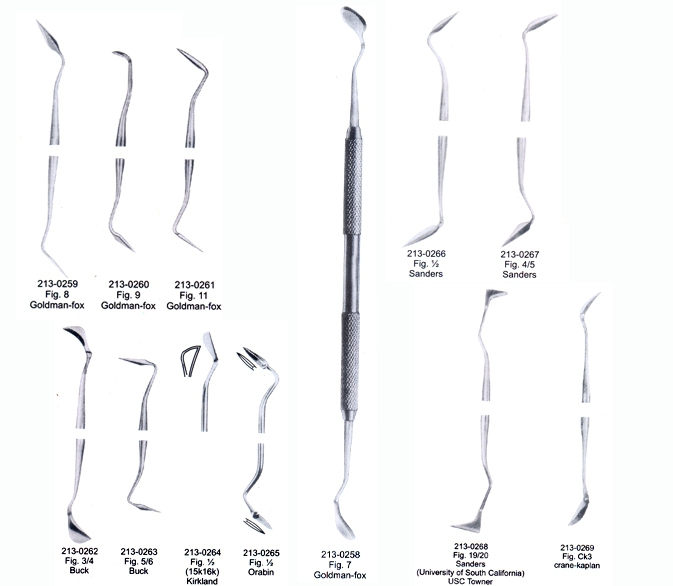 213-0259
Fig. 8
Goldman-fox
213-0260
Fig. 9
Goldman-fox
213-0261
Fig. 11
Goldman-fox
213-0266
Fig. ½
Sanders
213-0267
Fig. 4/5
Sanders
213-0262
Fig. 3/4
Buck
213-0263
Fig. 5/6
Buck
213-0264
Fig. ½
(15k16k)
Kirkland
213-0265
Fig. ½
Orabin
213-0258
Fig. 7
Goldman-fox
213-0268
Fig. 19/20
Sanders
(University of South California)
USC Towner
213-0269
Fig. Ck3
crane-kaplan